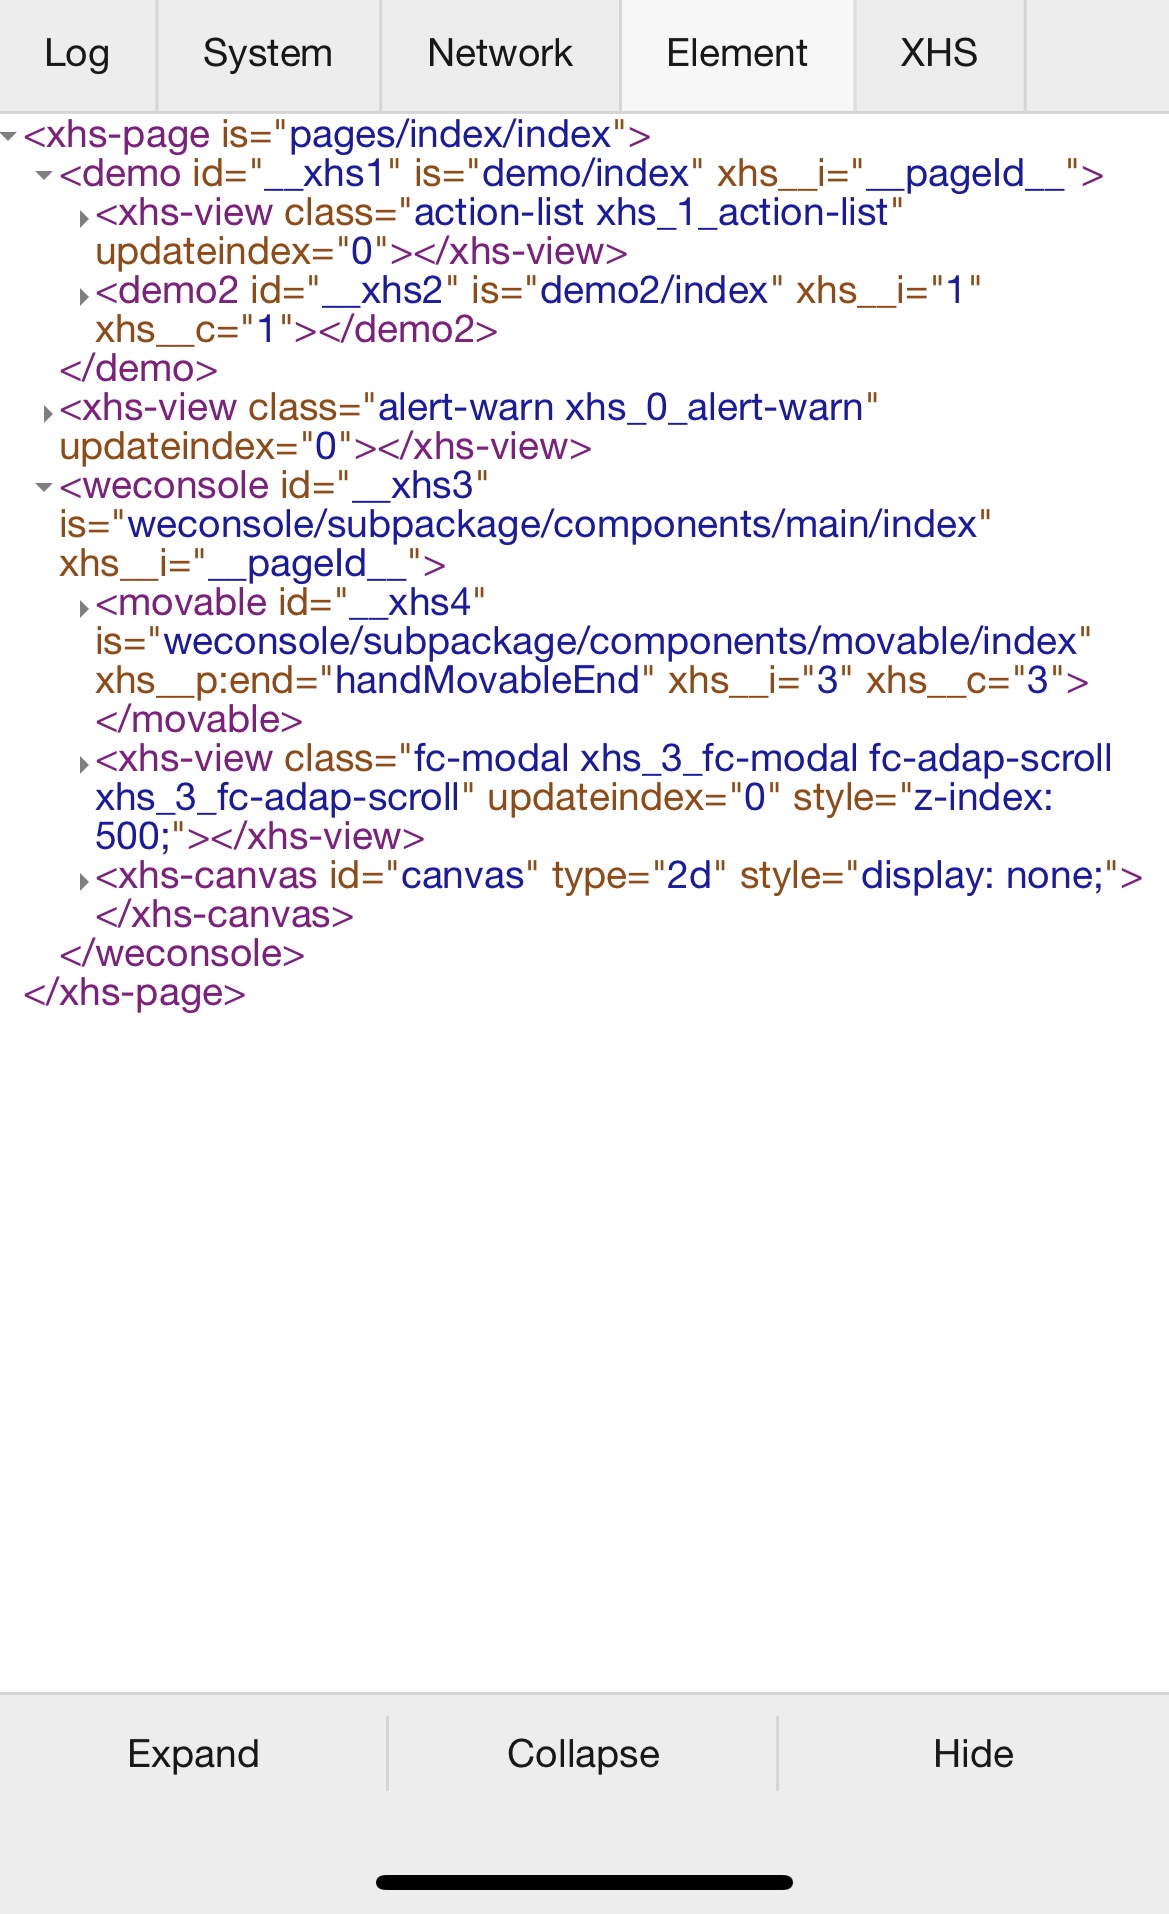 Log System Network Element XHS
<xhs-page is="pages/index/index">
<demo id="__xhs1" is="demo/index" xhs__i="__pageId__">
<xhs-view class="action-list xhs_1_action-list"
updateindex="0"></xhs-view>
<demo2 id="__xhs2" is="demo2/index" xhs__i="1"
xhs__c="1"></demo2>
</demo>
<xhs-view class="alert-warn xhs_0_alert-warn"
updateindex="0"></xhs-view>
<weconsole id="__xhs3"
is="weconsole/subpackage/components/main/index"
xhs__i="__pageId__">
<movable id="__xhs4"
is="weconsole/subpackage/components/movable/index"
xhs__p:end="handMovableEnd" xhs__i="3" xhs__c="3">
</movable>
<xhs-view class="fc-modal xhs_3_fc-modal fc-adap-scroll
xhs_3_fc-adap-scroll" updateindex="0" style="z-index:
500;"></xhs-view>
<xhs-canvas id="canvas" type="2d" style="display: none;">
</xhs-canvas>
</weconsole>
</xhs-page>
Expand Collapse Hide